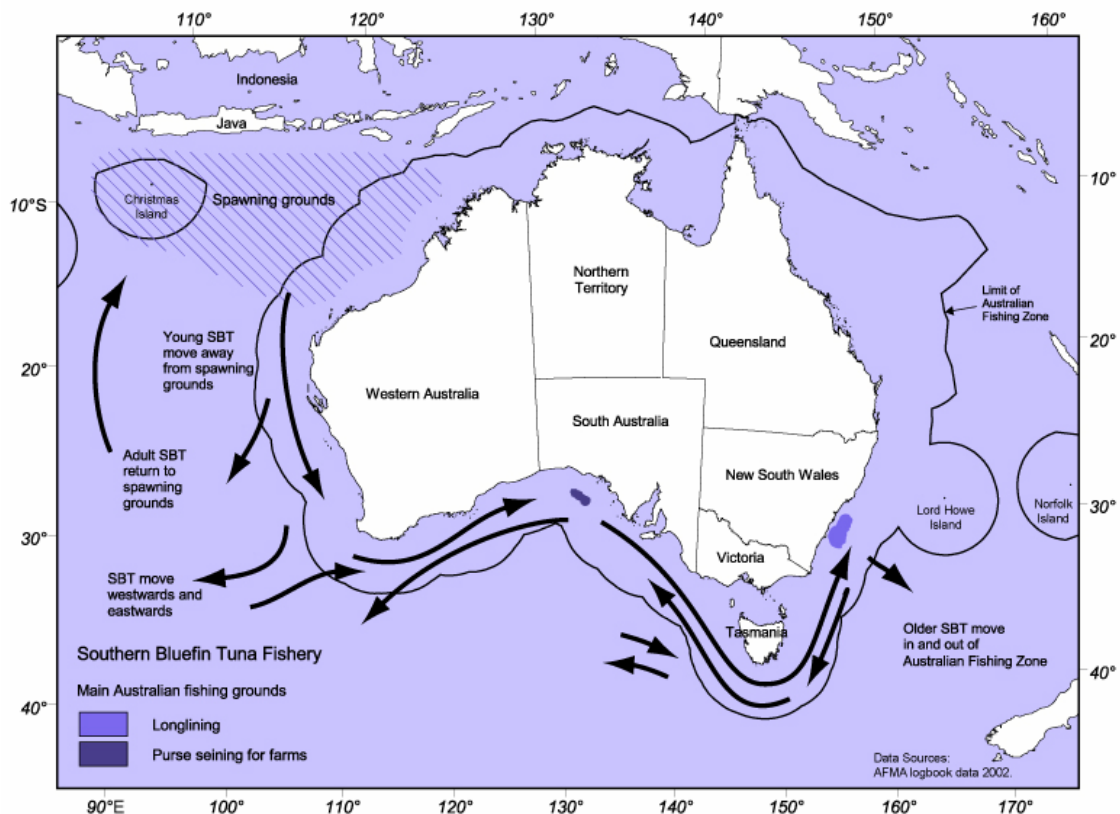 110°
120°
130°
140°
150°
160°
Indonesia
Java
Christmas
Island
Spawning grounds
10°S
10°
Northern
Territory
Limit of
Australian
Fishing Zone
Young SBT
move away
from spawning
grounds
Queensland
20°
20°
Western Australia
South Australia
Adult SBT
return to
spawning
grounds
New South Wales
Lord Howe
Island
Norfolk
Island
30°
30°
Victoria
SBT move
westwards and
eastwards
Tasmania
Older SBT move
in and out of
Australian Fishing Zone
Southern Bluefin Tuna Fishery
Main Australian fishing grounds
40°
40°
Longlining
Purse seining for farms
Data Sources:
AFMA logbook data 2002.
90°E
100°
110°
120°
130°
140°
150°
160°
170°